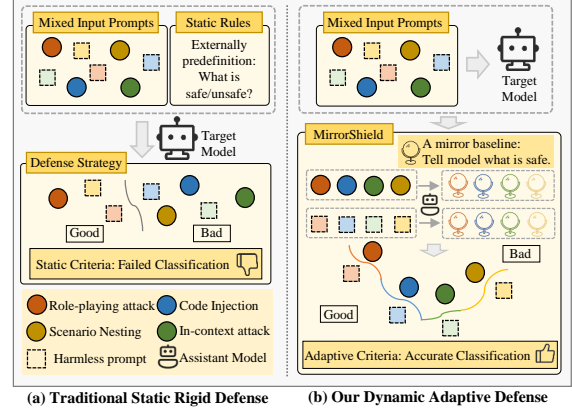 Mixed Input Prompts
Static Rules
Externally
predefinition:
What is
safe/unsafe?
Target
Model
Defense Strategy
Good
Bad
Static Criteria: Failed Classification
Role-playing attack
Code Injection
Scenario Nesting
In-context attack
Harmless prompt
Assistant Model
(a) Traditional Static Rigid Defense
Mixed Input Prompts
Target
Model
MirrorShield
A mirror baseline:
Tell model what is safe.
Bad
Good
Adaptive Criteria: Accurate Classification
(b) Our Dynamic Adaptive Defense